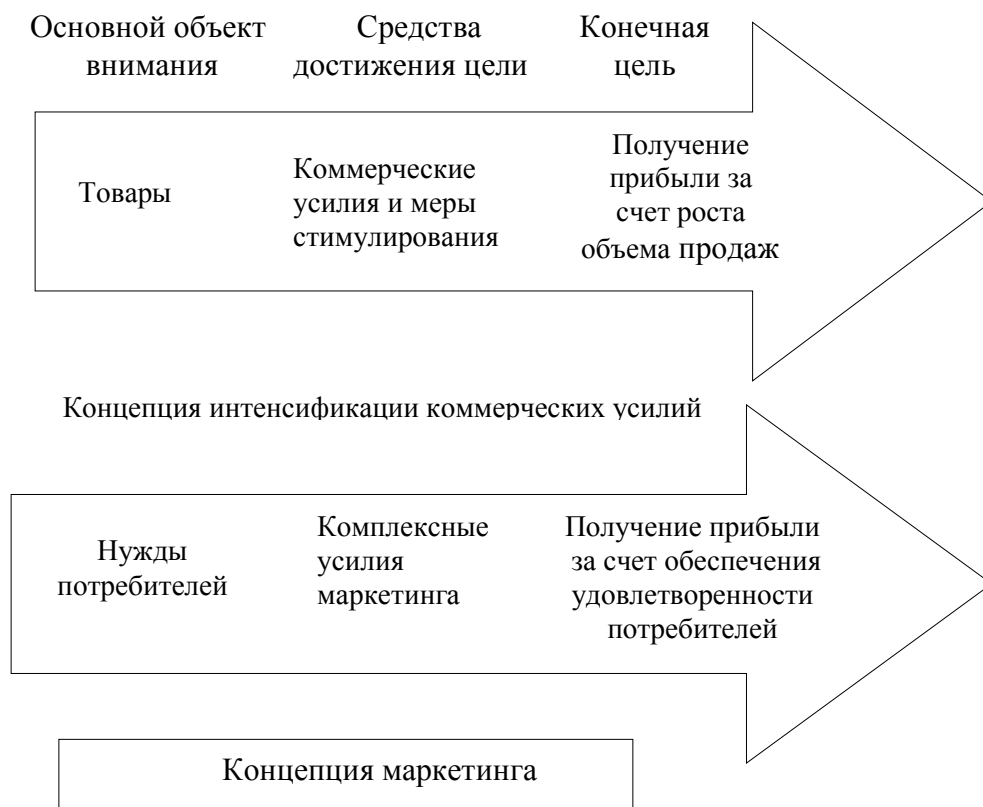 Основной объект
внимания
Средства
достижения цели
Конечная
цель
Товары
Коммерческие
усилия и меры
стимулирования
Получение
прибыли за
счет роста
объема продаж
Концепция интенсификации коммерческих усилий
Нужды
потребителей
Комплексные
усилия
маркетинга
Получение прибыли
за счет обеспечения
удовлетворенности
потребителей
Концепция маркетинга